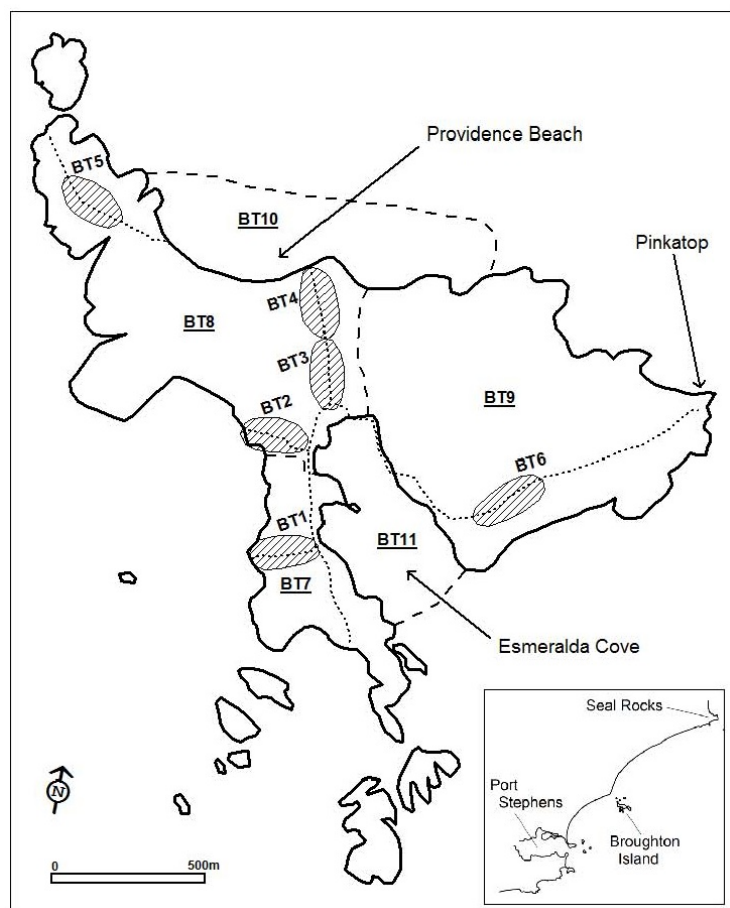 Providence Beach
BT5
BT10
Pinkatop
BT4
BT8
BT3
BT9
BT2
BT6
BT1
BT11
BT7
Esmeralda Cove
Seal Rocks
Port
Stephens
Broughton
Island
N
0 500m